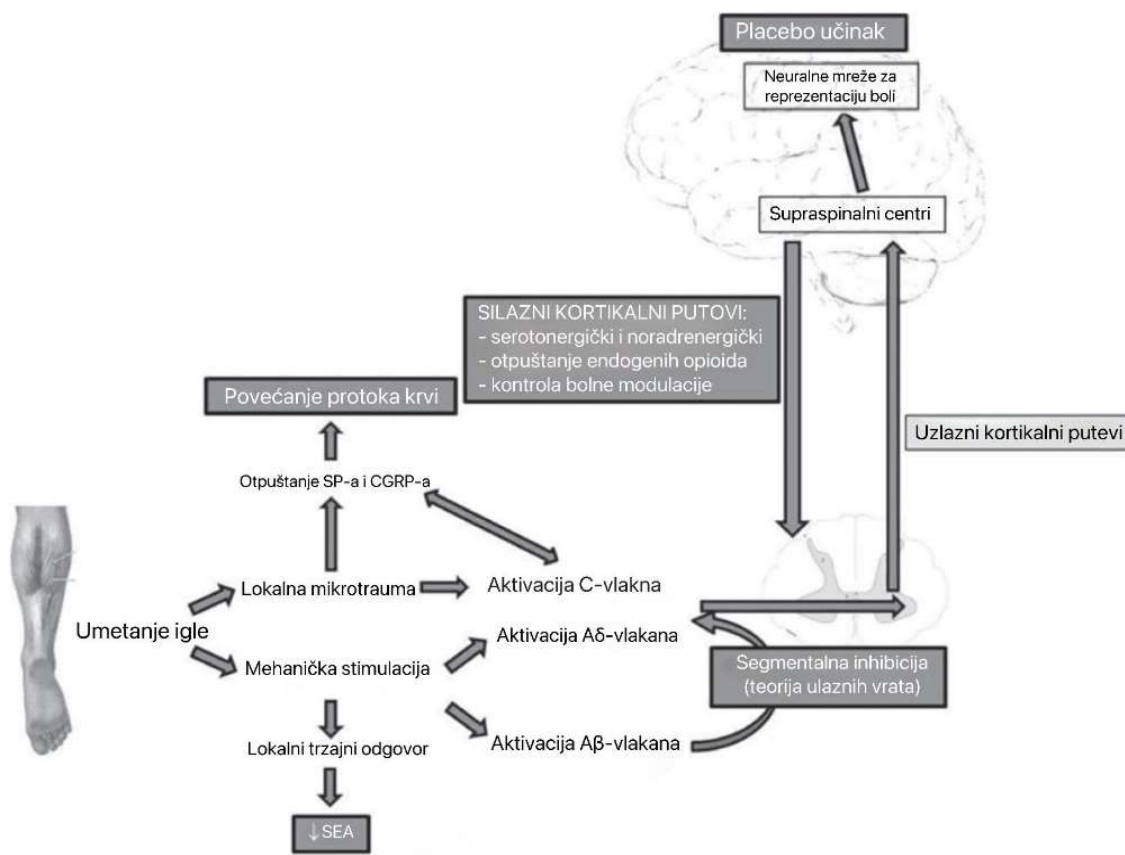 Placebo učinak
Neuralne mreže za
reprezentaciju boli
Supraspinalni centri
SILAZNI KORTIKALNI PUTOVI:
- serotonergički i noradrenergički
- otpuštanje endogenih opioida
- kontrola bolne modulacije
Povećanje protoka krvi
Uzlazni kortikalni putevi
Otpuštanje SP-a i CGRP-a
Lokalna mikrotrauma
Aktivacija C-vlakna
Umetanje igle
Aktivacija Aδ-vlakana
Mehanička stimulacija
Segmentalna inhibicija
(teorija ulaznih vrata)
Lokalni trzajni odgovor
Aktivacija Aβ-vlakana
↓SEA